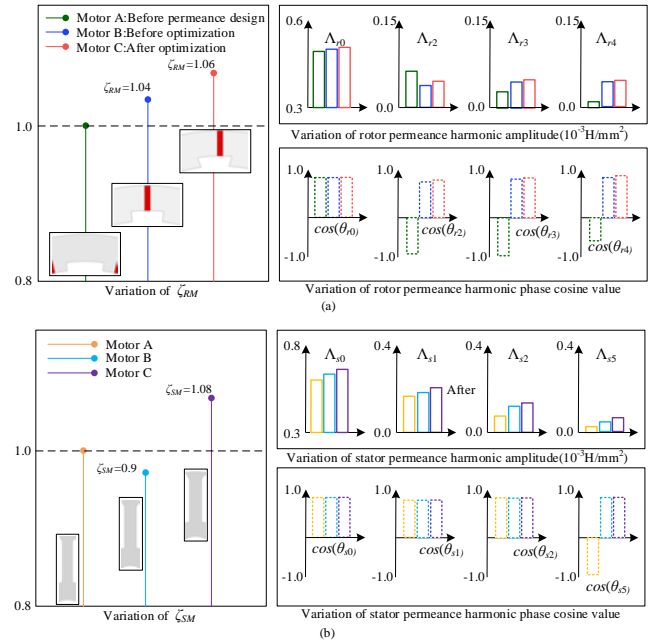 Motor A:Before permeance design
Motor B:Before optimization
Motor C:After optimization
ζRM=1.06
ζRM=1.04
1.0
0.8
Variation of ζRM
0.6
Λr0
0.3
0.15
Λr2
0.00
0.15
Λr3
0.00
0.15
Λr4
0.00
Variation of rotor permeance harmonic amplitude(10⁻³H/mm²)
1.0
cos(θr0)
-1.0
1.0
cos(θr2)
-1.0
1.0
cos(θr3)
-1.0
1.0
cos(θr4)
-1.0
Variation of rotor permeance harmonic phase cosine value
(a)
Motor A
Motor B
Motor C
ζSM=1.08
1.0
ζSM=0.9
0.8
Variation of ζSM
0.8
Λs0
0.3
0.4
Λs1
After
0.0
0.4
Λs2
0.0
0.4
Λs5
0.0
Variation of stator permeance harmonic amplitude(10⁻³H/mm²)
1.0
cos(θs0)
-1.0
1.0
cos(θs1)
-1.0
1.0
cos(θs2)
-1.0
1.0
cos(θs5)
-1.0
Variation of stator permeance harmonic phase cosine value
(b)